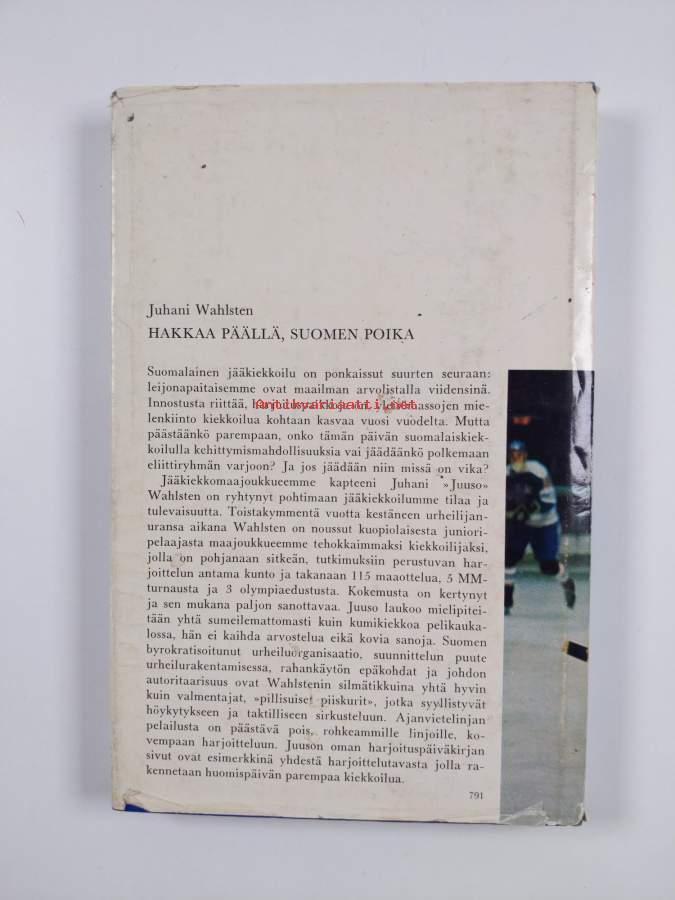 Juhani Wahlsten
HAKKAA PÄÄLLÄ, SUOMEN POIKA
Suomalainen jääkiekkoilu on ponkaissut suurten seuraan:
leijonapaitaisemme ovat maailman arvolistalla viidensinä.
Innostusta riittää, harjoituspaikkoja on, yleisömassojen mie-
Antikvariaatti.net
lenkiinto kiekkoilua kohtaan kasvaa vuosi vuodelta. Mutta
päästäänkö parempaan, onko tämän päivän suomalaiskiek-
koilulla kehittymismahdollisuuksia vai jäädäänkö polkemaan
eliittiryhmän varjoon? Ja jos jäädään niin missä on vika?
Jääkiekkomaajoukkueemme kapteeni Juhani »Juuso»
Wahlsten on ryhtynyt pohtimaan jääkiekkoilumme tilaa ja
tulevaisuutta. Toistakymmentä vuotta kestäneen urheilijan-
uransa aikana Wahlsten on noussut kuopiolaisesta juniori-
pelaajasta maajoukkueemme tehokkaimmaksi kiekkoilijaksi,
jolla on pohjanaan sitkeän, tutkimuksiin perustuvan har-
joittelun antama kunto ja takanaan 115 maaottelua, 5 MM-
turnausta ja 3 olympiaedustusta. Kokemusta on kertynyt
ja sen mukana paljon sanottavaa. Juuso laukoo mielipitei-
tään yhtä sumeilemattomasti kuin kumikiekkoa pelikauka-
lossa, hän ei kaihda arvostelua eikä kovia sanoja. Suomen
byrokratisoitunut urheiluorganisaatio, suunnittelun puute
urheilurakentamisessa, rahankäytön epäkohdat ja johdon
autoritaarisuus ovat Wahlstenin silmätikkuina yhtä hyvin
kuin valmentajat, »pillisuiset piiskurit», jotka syyllistyvät
höykytykseen ja taktilliseen sirkusteluun. Ajanvietelinjan
pelailusta on päästävä pois, rohkeammille linjoille, ko-
vempaan harjoitteluun. Juuson oman harjoituspäiväkirjan
sivut ovat esimerkkinä yhdestä harjoittelutavasta jolla ra-
kennetaan huomispäivän parempaa kiekkoilua.
791